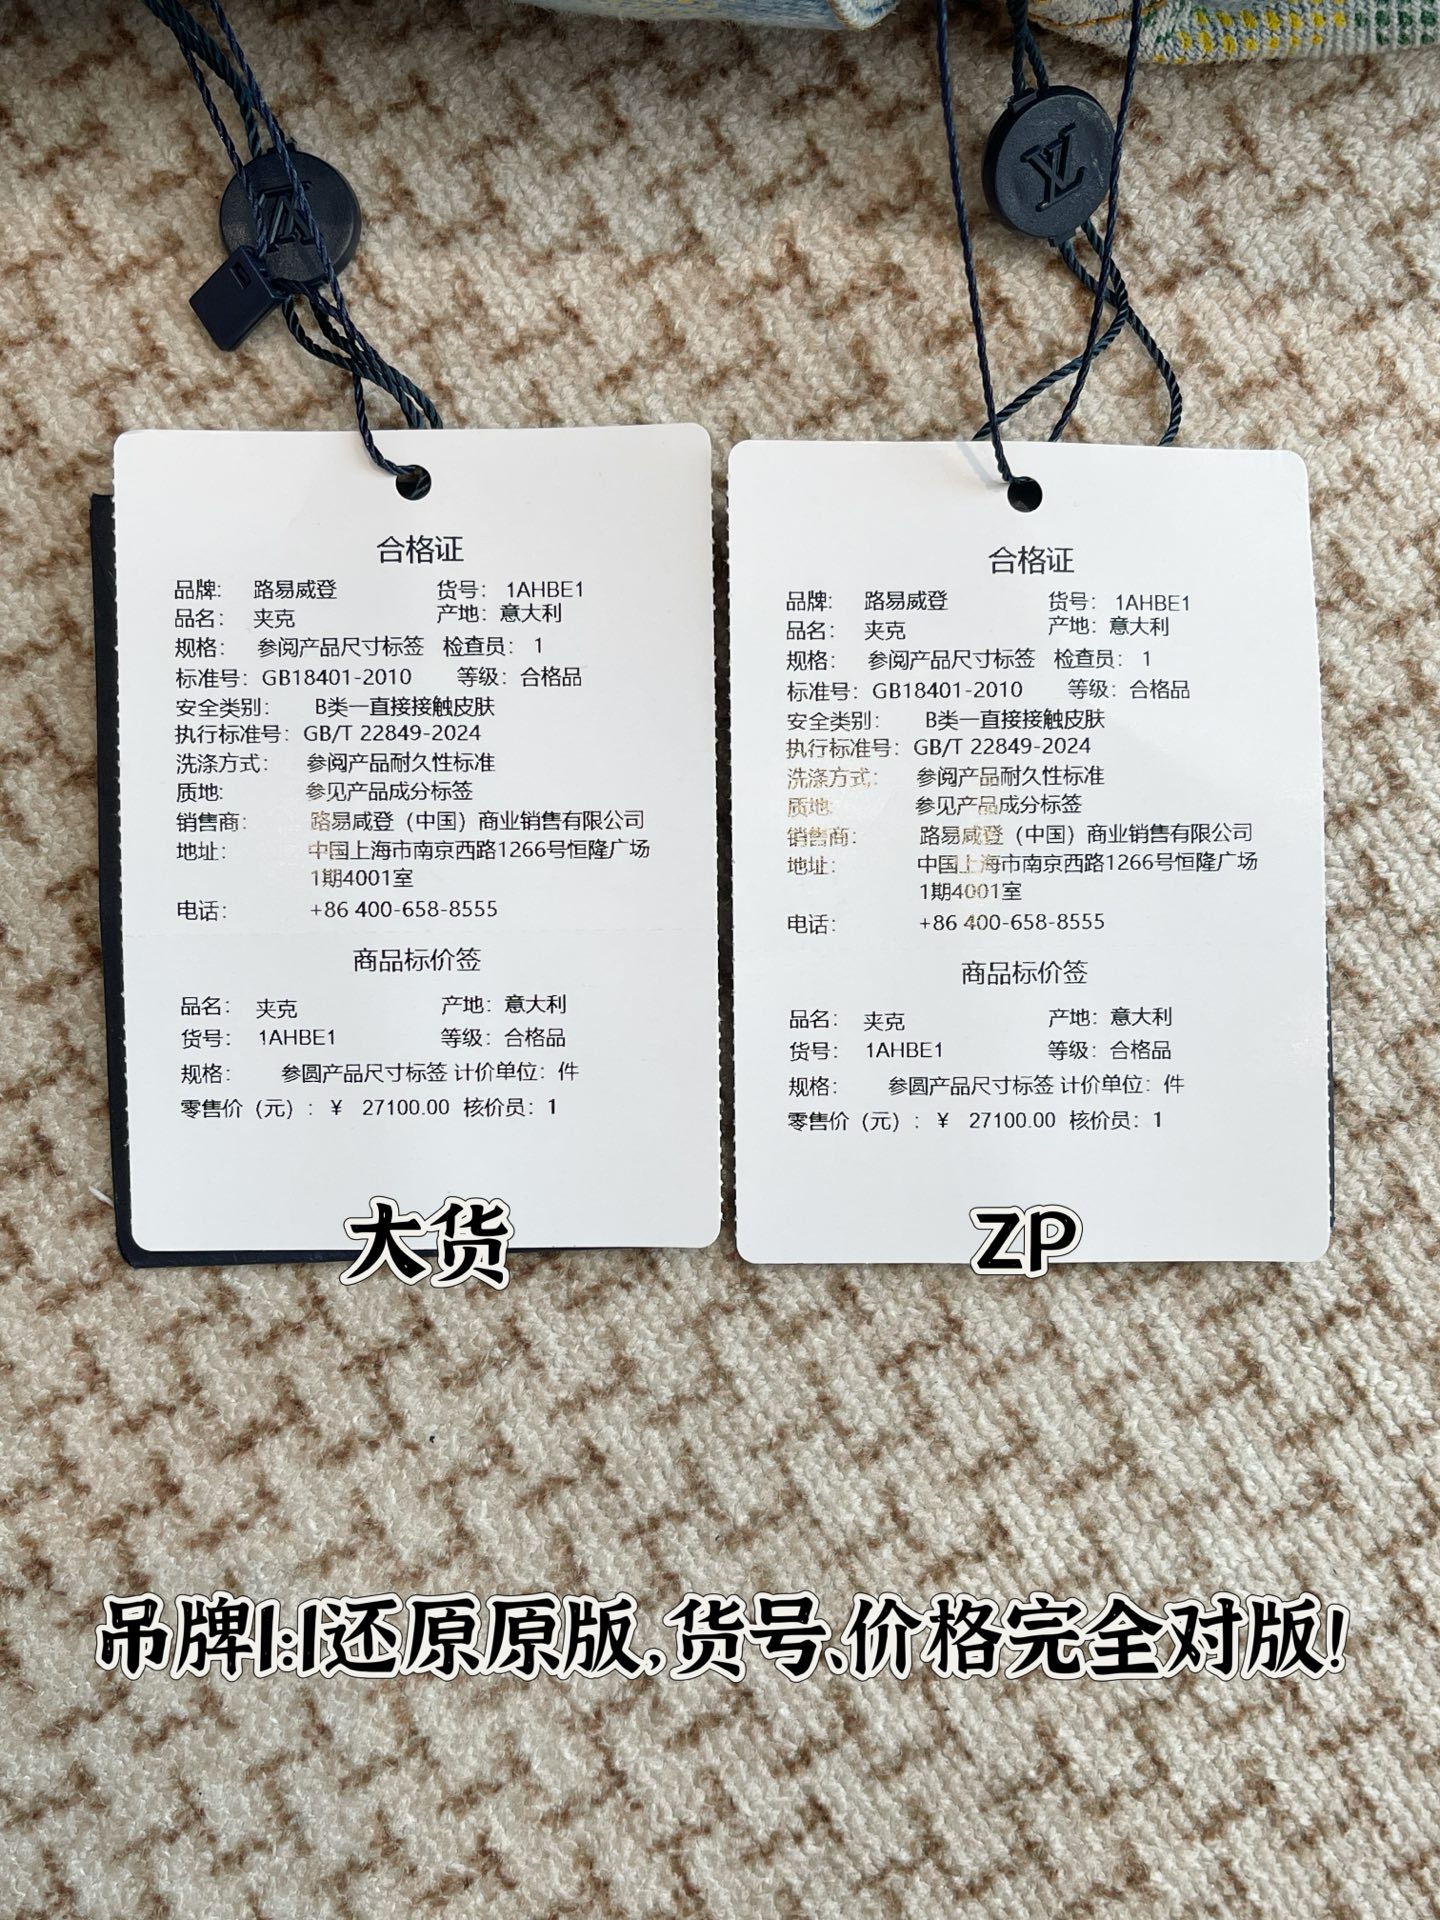 合格证
品牌： 路易威登 货号： 1AHBE1
品名： 夹克 产地：意大利
规格： 参阅产品尺寸标签 检查员： 1
标准号：GB18401-2010 等级：合格品
安全类别： B类一直接接触皮肤
执行标准号：GB/T 22849-2024
洗涤方式： 参阅产品耐久性标准
质地： 参见产品成分标签
销售商： 路易威登（中国）商业销售有限公司
地址： 中国上海市南京西路1266号恒隆广场
1期4001室
电话： +86 400-658-8555
商品标价签
品名： 夹克 产地：意大利
货号： 1AHBE1 等级：合格品
规格： 参圆产品尺寸标签 计价单位：件
零售价（元）：¥ 27100.00 核价员：1
大货
合格证
品牌： 路易威登 货号： 1AHBE1
品名： 夹克 产地：意大利
规格： 参阅产品尺寸标签 检查员： 1
标准号：GB18401-2010 等级：合格品
安全类别： B类一直接接触皮肤
执行标准号：GB/T 22849-2024
洗涤方式： 参阅产品耐久性标准
质地： 参见产品成分标签
销售商： 路易威登（中国）商业销售有限公司
地址： 中国上海市南京西路1266号恒隆广场
1期4001室
电话： +86 400-658-8555
商品标价签
品名： 夹克 产地：意大利
货号： 1AHBE1 等级：合格品
规格： 参圆产品尺寸标签 计价单位：件
零售价（元）：¥ 27100.00 核价员：1
ZP
吊牌1:1还原原版,货号、价格完全对版!